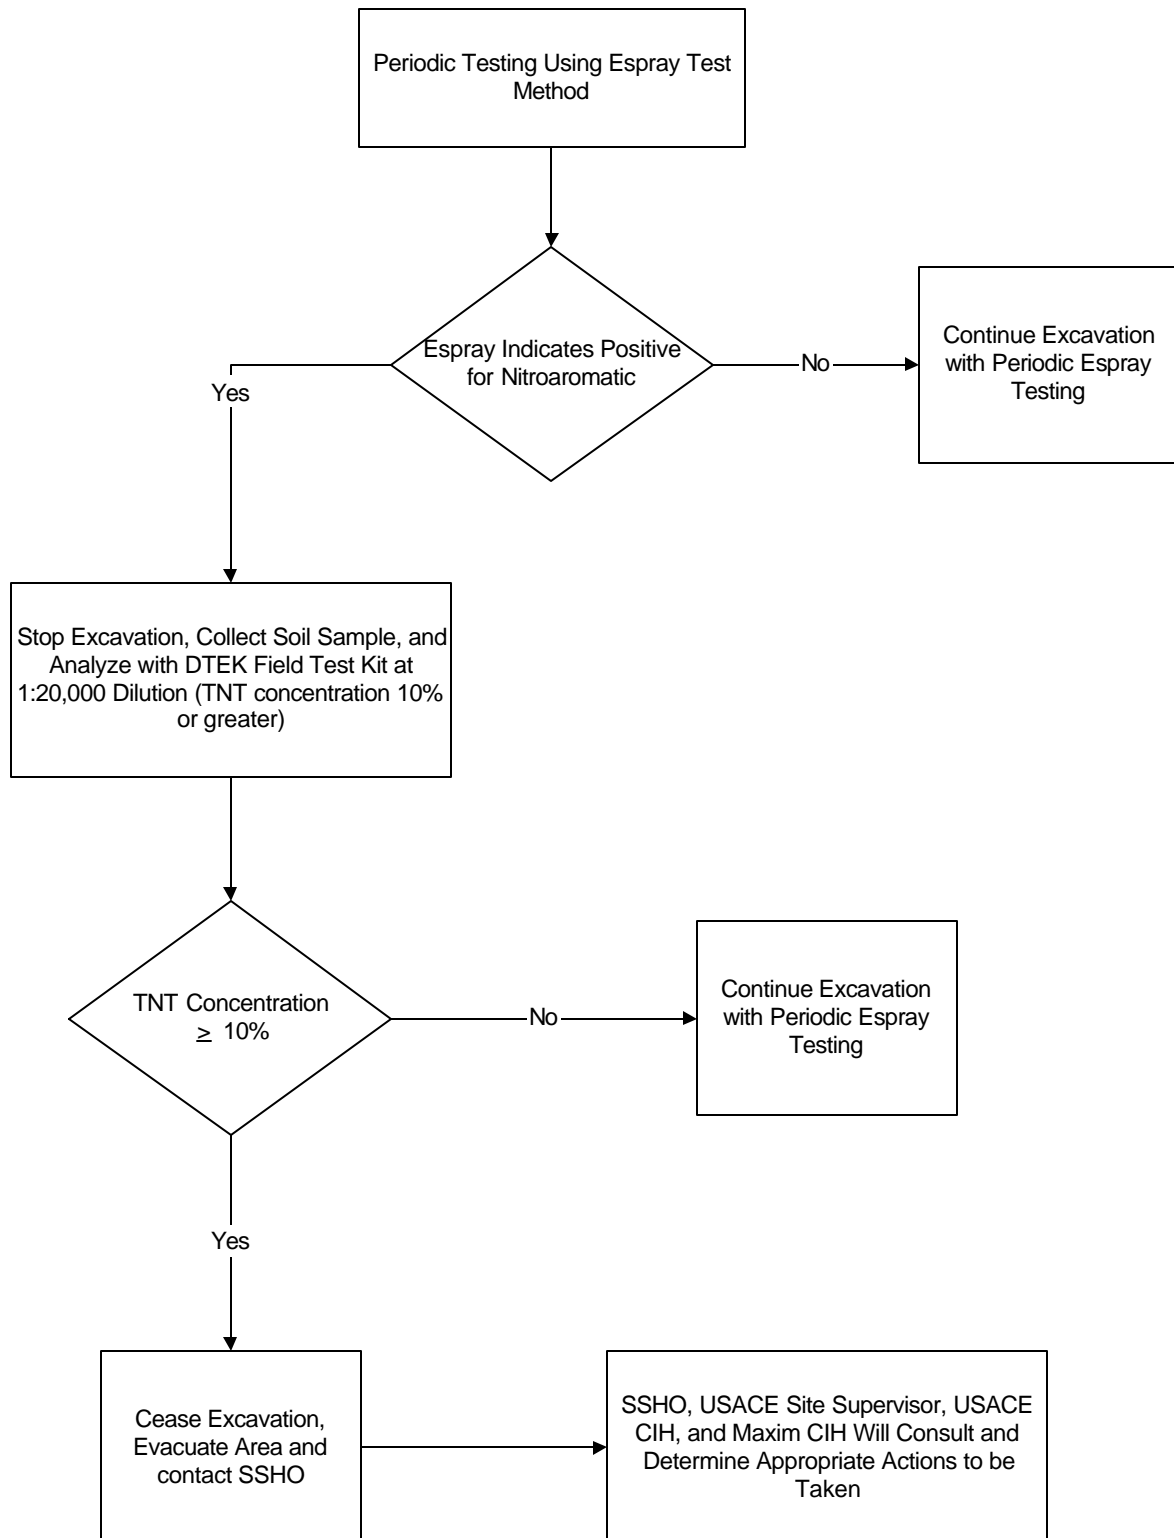 Periodic Testing Using Espray Test
Method
Espray Indicates Positive
for Nitroaromatic
No
Continue Excavation
with Periodic Espray
Testing
Yes
Stop Excavation, Collect Soil Sample, and
Analyze with DTEK Field Test Kit at
1:20,000 Dilution (TNT concentration 10%
or greater)
TNT Concentration
≥ 10%
No
Continue Excavation
with Periodic Espray
Testing
Yes
Cease Excavation,
Evacuate Area and
contact SSHO
SSHO, USACE Site Supervisor, USACE
CIH, and Maxim CIH Will Consult and
Determine Appropriate Actions to be
Taken